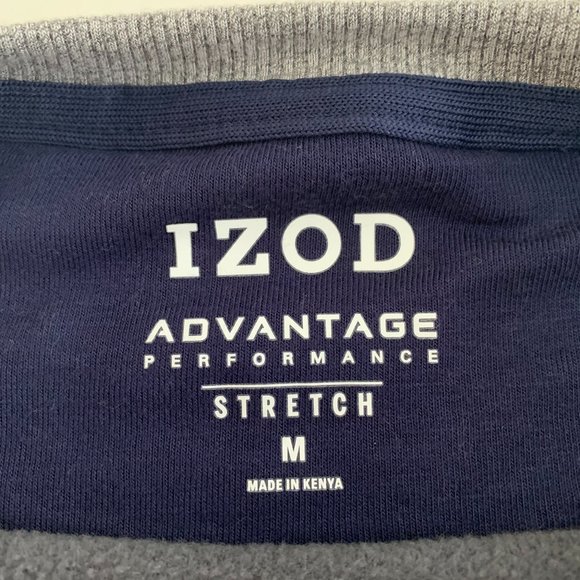 IZOD
ADVANTAGE
PERFORMANCE
STRETCH
M
MADE IN KENYA